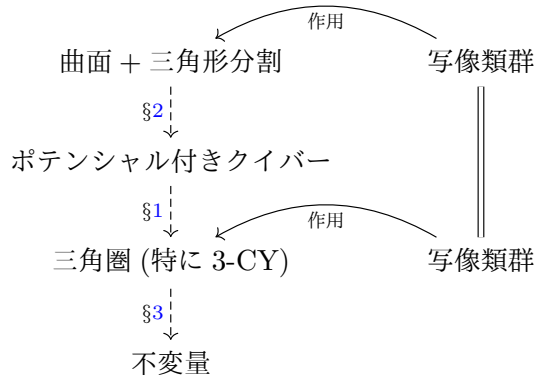 作用
曲面 + 三角形分割 写像類群
§2
ポテンシャル付きクイバー
§1 作用
三角圏 (特に 3-CY) 写像類群
§3
不変量